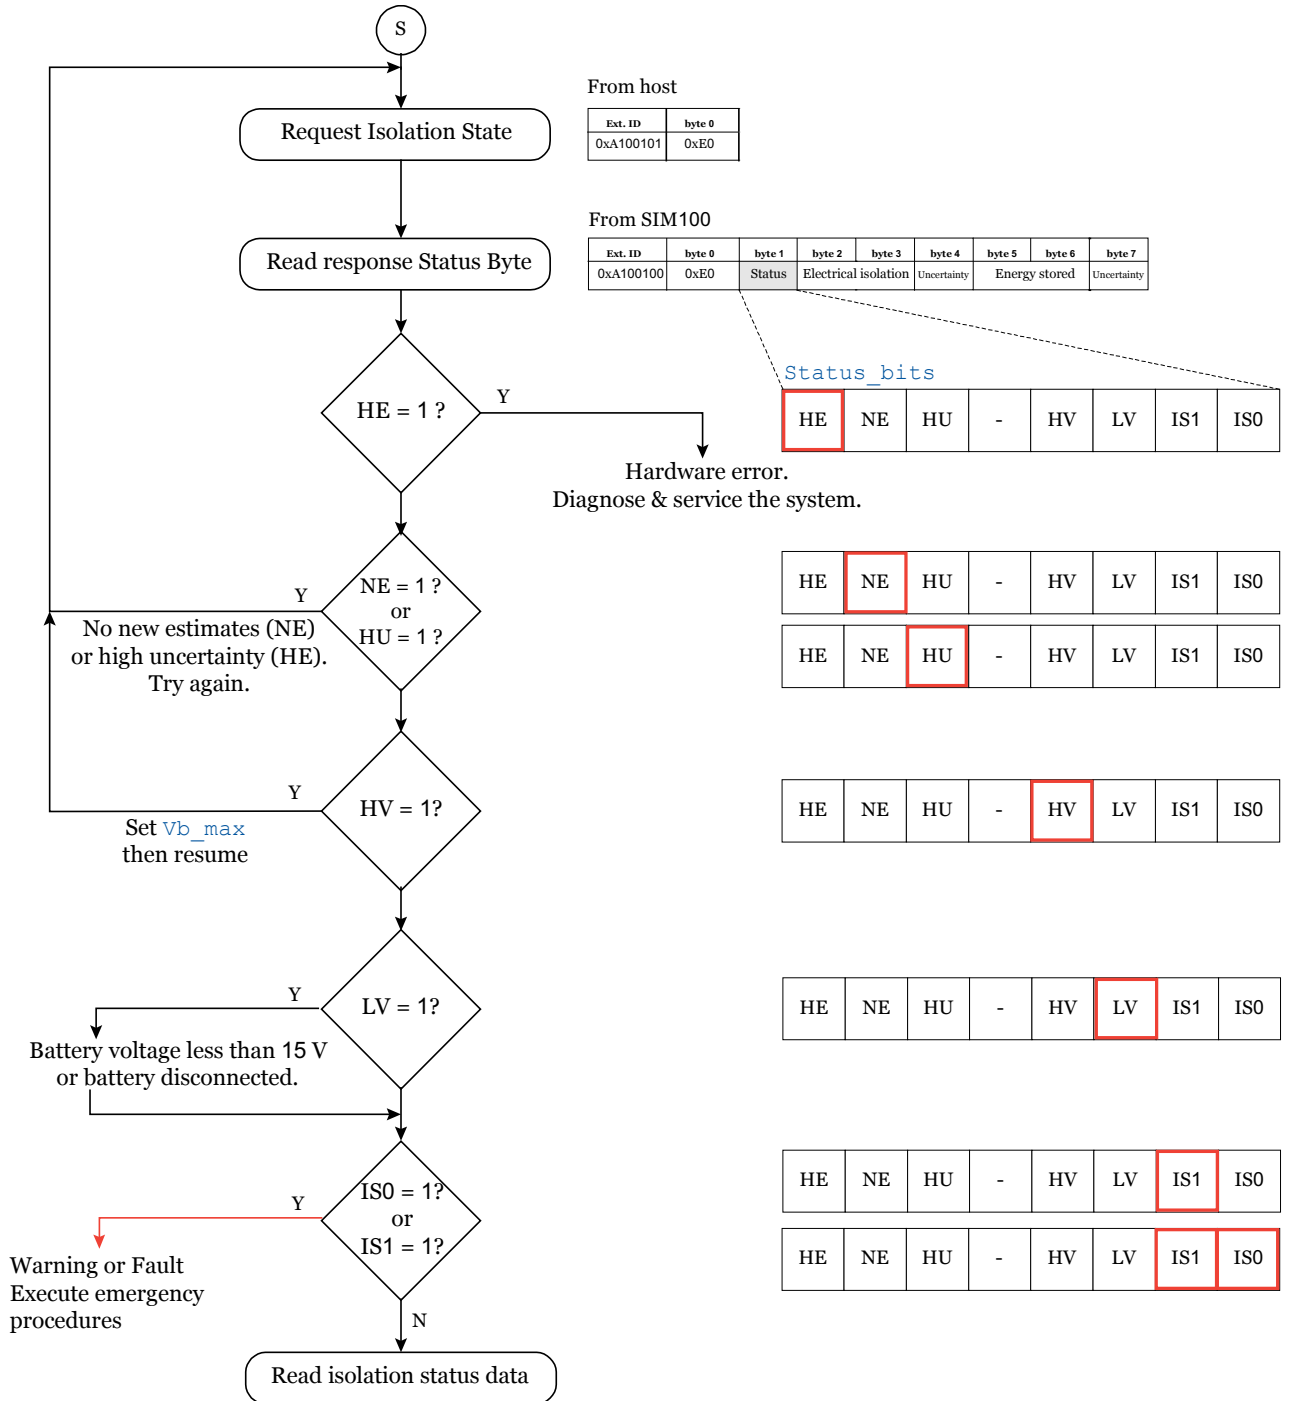 S
From host
Ext. ID byte 0
0xA100101 0xE0
Request Isolation State
From SIM100
Ext. ID byte 0 byte 1 byte 2 byte 3 byte 4 byte 5 byte 6 byte 7
0xA100100 0xE0 Status Electrical isolation Uncertainty Energy stored Uncertainty
Read response Status Byte
Status_bits
HE NE HU - HV LV IS1 IS0
HE = 1 ?
Y
Hardware error.
Diagnose & service the system.
HE NE HU - HV LV IS1 IS0
NE = 1 ?
or
HU = 1 ?
Y
No new estimates (NE)
or high uncertainty (HE).
Try again.
HE NE HU - HV LV IS1 IS0
HV = 1?
Y
Set Vb_max
then resume
HE NE HU - HV LV IS1 IS0
LV = 1?
Y
Battery voltage less than 15 V
or battery disconnected.
HE NE HU - HV LV IS1 IS0
IS0 = 1?
or
IS1 = 1?
Y
Warning or Fault
Execute emergency
procedures
HE NE HU - HV LV IS1 IS0
HE NE HU - HV LV IS1 IS0
N
Read isolation status data